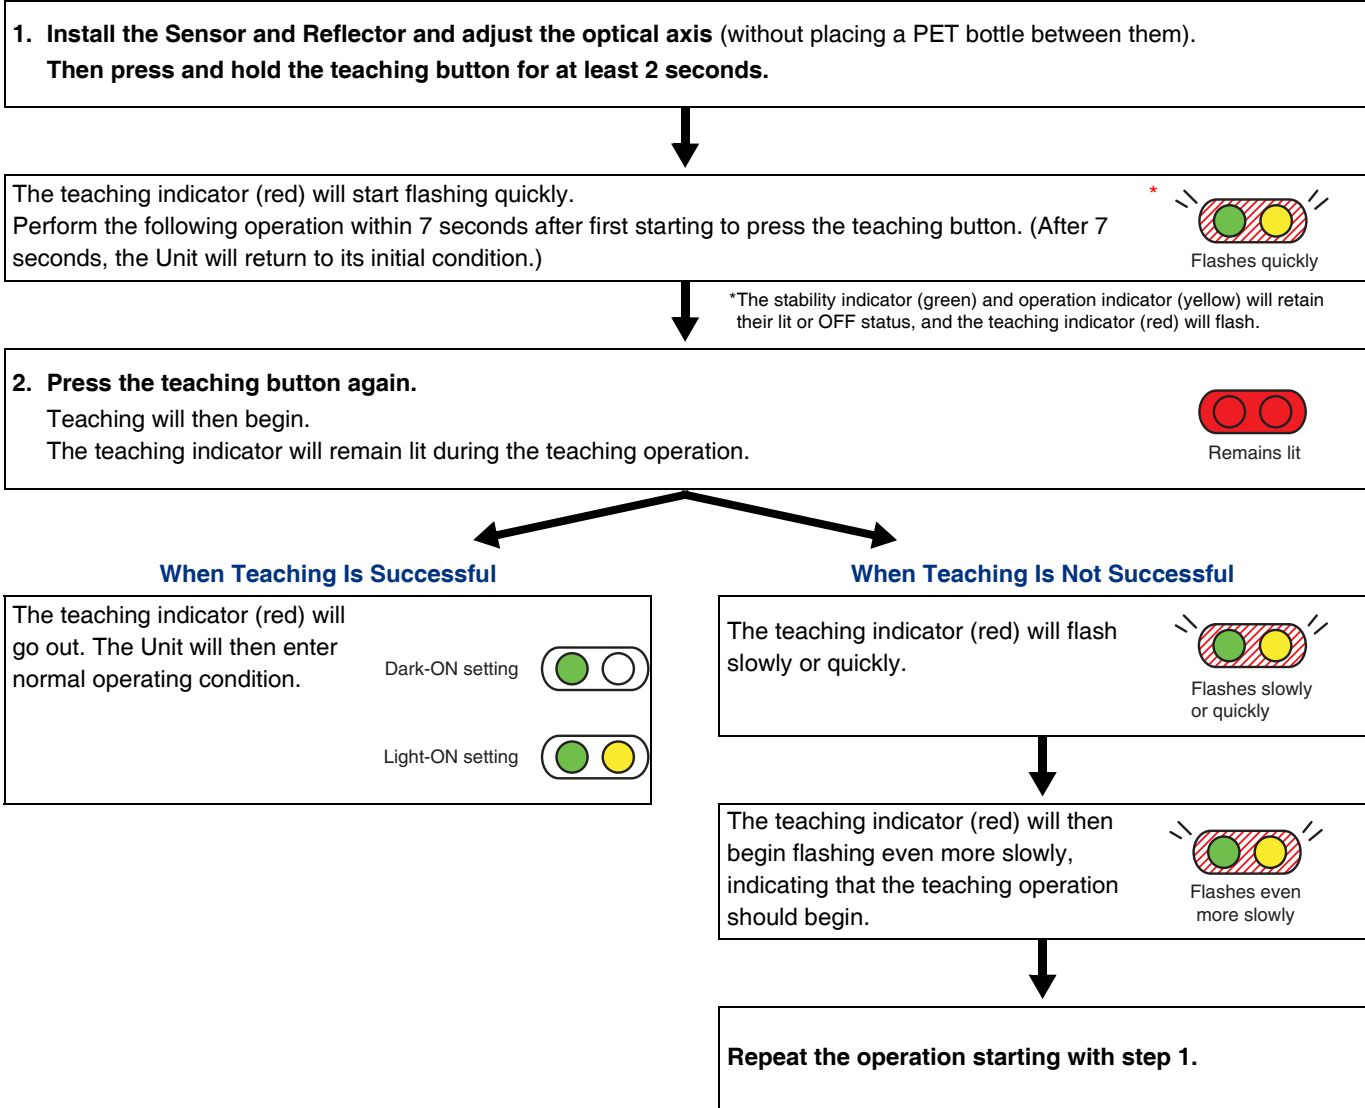 1. Install the Sensor and Reflector and adjust the optical axis (without placing a PET bottle between them).
Then press and hold the teaching button for at least 2 seconds.
The teaching indicator (red) will start flashing quickly.
Perform the following operation within 7 seconds after first starting to press the teaching button. (After 7
seconds, the Unit will return to its initial condition.)
*
Flashes quickly
*The stability indicator (green) and operation indicator (yellow) will retain
their lit or OFF status, and the teaching indicator (red) will flash.
2. Press the teaching button again.
Teaching will then begin.
The teaching indicator will remain lit during the teaching operation.
Remains lit
When Teaching Is Successful
The teaching indicator (red) will
go out. The Unit will then enter
normal operating condition.
Dark-ON setting
Light-ON setting
When Teaching Is Not Successful
The teaching indicator (red) will flash
slowly or quickly.
Flashes slowly
or quickly
The teaching indicator (red) will then
begin flashing even more slowly,
indicating that the teaching operation
should begin.
Flashes even
more slowly
Repeat the operation starting with step 1.